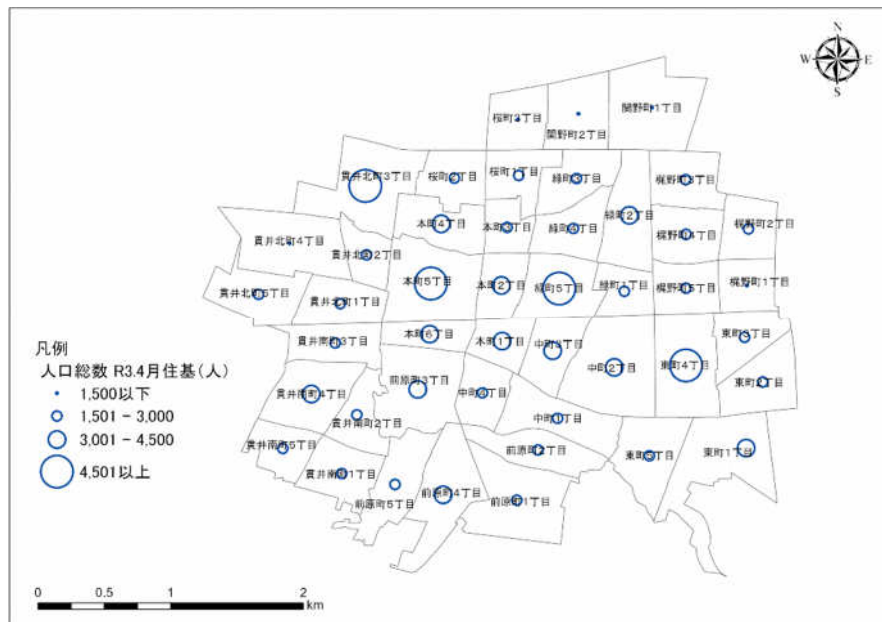 N
W E
S
関野町1丁目
桜町3丁目
関野町2丁目
貫井北町3丁目
桜町2丁目
桜町1丁目
緑町3丁目
梶野町3丁目
本町4丁目
本町3丁目
緑町4丁目
緑町2丁目
梶野町4丁目
梶野町2丁目
貫井北町4丁目
貫井北町2丁目
本町5丁目
本町2丁目
緑町5丁目
緑町1丁目
梶野町5丁目
梶野町1丁目
貫井北町5丁目
貫井北町1丁目
貫井南町3丁目
本町6丁目
本町1丁目
中町3丁目
東町3丁目
凡例
人口総数 R3.4月住基(人)
1,500以下
1,501 - 3,000
3,001 - 4,500
4,501以上
前原町3丁目
中町2丁目
東町4丁目
東町2丁目
貫井南町4丁目
中町4丁目
貫井南町2丁目
中町1丁目
貫井南町5丁目
前原町2丁目
東町5丁目
東町1丁目
貫井南町1丁目
前原町5丁目
前原町4丁目
前原町1丁目
0 0.5 1 2
km